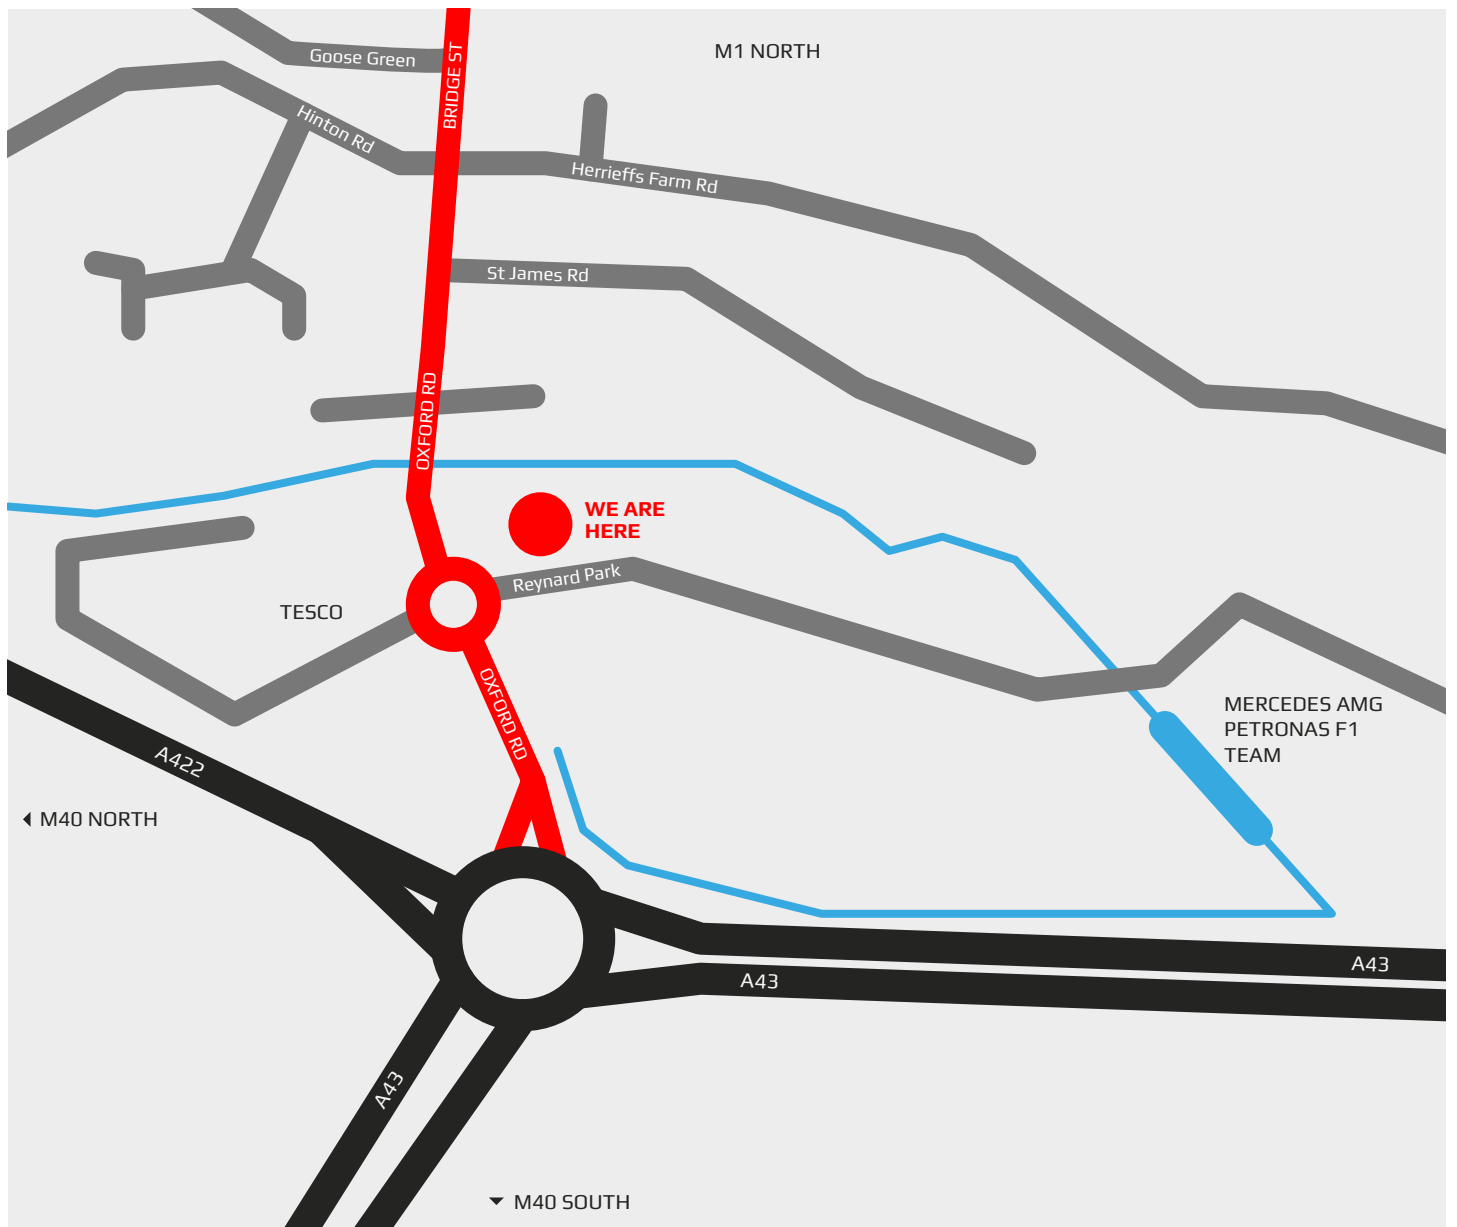 M1 NORTH
Goose Green
BRIDGE ST
Hinton Rd
Herrieffs Farm Rd
St James Rd
OXFORD RD
WE ARE
HERE
Reynard Park
TESCO
OXFORD RD
MERCEDES AMG
PETRONAS F1
TEAM
A422
M40 NORTH
A43
A43
A43
M40 SOUTH